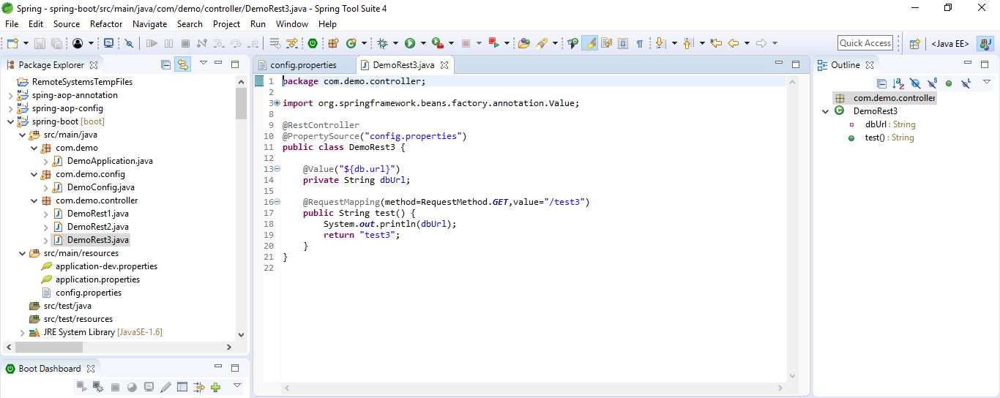 Spring - spring-boot/src/main/java/com/demo/controller/DemoRest3.java - Spring Tool Suite 4
File Edit Source Refactor Navigate Search Project Run Window Help
Quick Access
<Java EE>
Package Explorer
RemoteSystemsTempFiles
sping-aop-annotation
spring-aop-config
spring-boot [boot]
src/main/java
com.demo
DemoApplication.java
com.demo.config
DemoConfig.java
com.demo.controller
DemoRest1.java
DemoRest2.java
DemoRest3.java
src/main/resources
application-dev.properties
application.properties
config.properties
src/test/java
src/test/resources
JRE System Library [JavaSE-1.6]
Boot Dashboard
config.properties DemoRest3.java
1 package com.demo.controller;
2
3 import org.springframework.beans.factory.annotation.Value;
8
9 @RestController
10 @PropertySource("config.properties")
11 public class DemoRest3 {
12
13 @Value("${db.url}")
14 private String dbUrl;
15
16 @RequestMapping(method=RequestMethod.GET,value="/test3")
17 public String test() {
18 System.out.println(dbUrl);
19 return "test3";
20 }
21 }
22
Outline
com.demo.controller
DemoRest3
dbUrl : String
test() : String